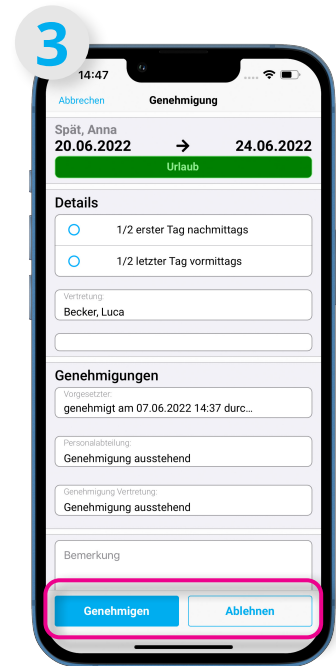 3
14:47
Abbrechen Genehmigung
Spät, Anna
20.06.2022 → 24.06.2022
Urlaub
Details
1/2 erster Tag nachmittags
1/2 letzter Tag vormittags
Vertretung:
Becker, Luca
Genehmigungen
Vorgesetzter:
genehmigt am 07.06.2022 14:37 durc...
Personalabteilung:
Genehmigung ausstehend
Genehmigung Vertretung:
Genehmigung ausstehend
Bemerkung
Genehmigen Ablehnen